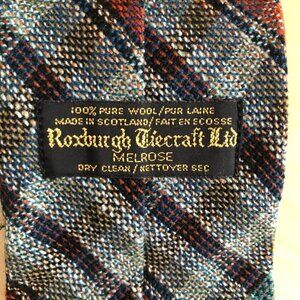 100% PURE WOOL/PUR LAINE
MADE IN SCOTLAND/FAIT EN ECOSSE
Roxburgh Tiecraft Ltd
MELROSE
DRY CLEAN/NETTOYER SEC